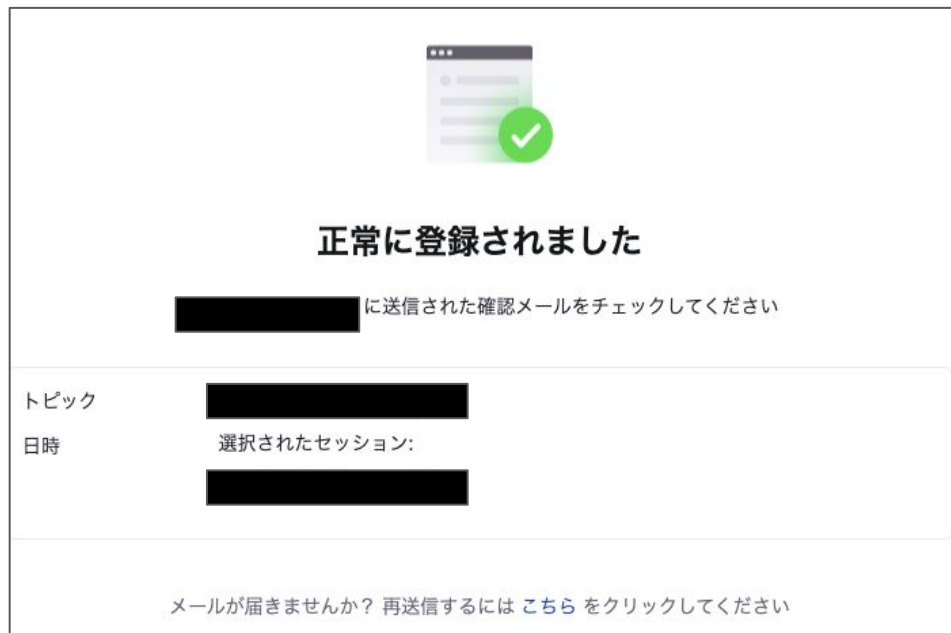 正常に登録されました
に送信された確認メールをチェックしてください
トピック
日時 選択されたセッション:
メールが届きませんか？ 再送信するには こちら をクリックしてください